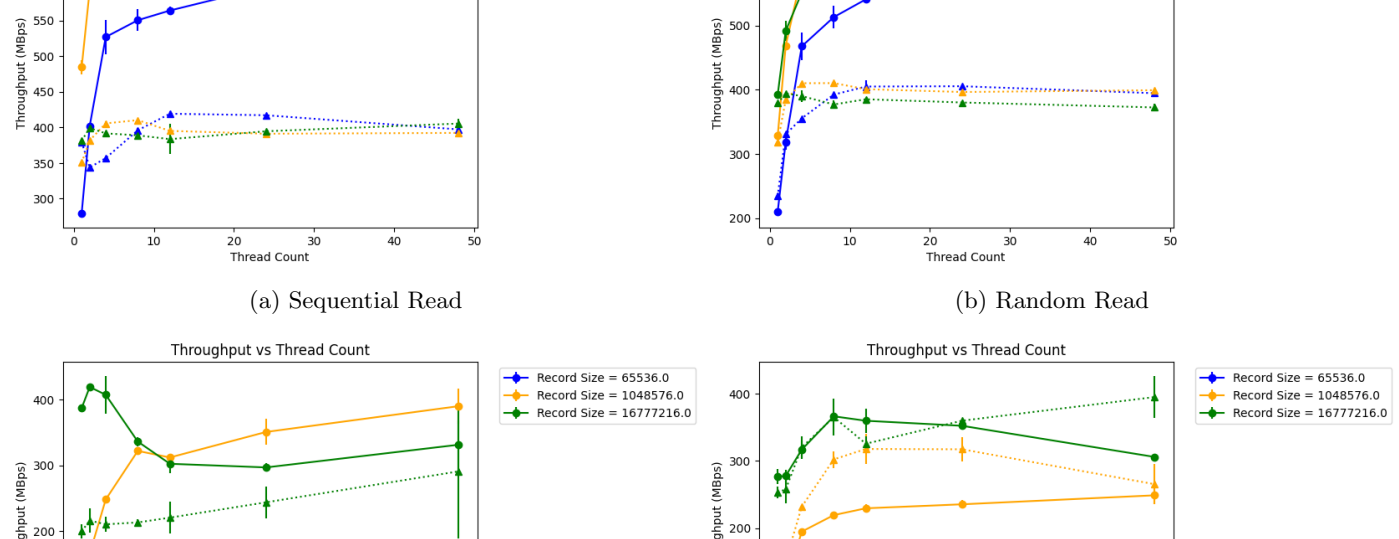 550
500
450
400
350
300
Throughput (MBps)
0 10 20 30 40 50
Thread Count
(a) Sequential Read
500
400
300
200
Throughput (MBps)
0 10 20 30 40 50
Thread Count
(b) Random Read
Throughput vs Thread Count
400
300
200
(MBps)
Record Size = 65536.0
Record Size = 1048576.0
Record Size = 16777216.0
Throughput vs Thread Count
400
300
200
(MBps)
Record Size = 65536.0
Record Size = 1048576.0
Record Size = 16777216.0